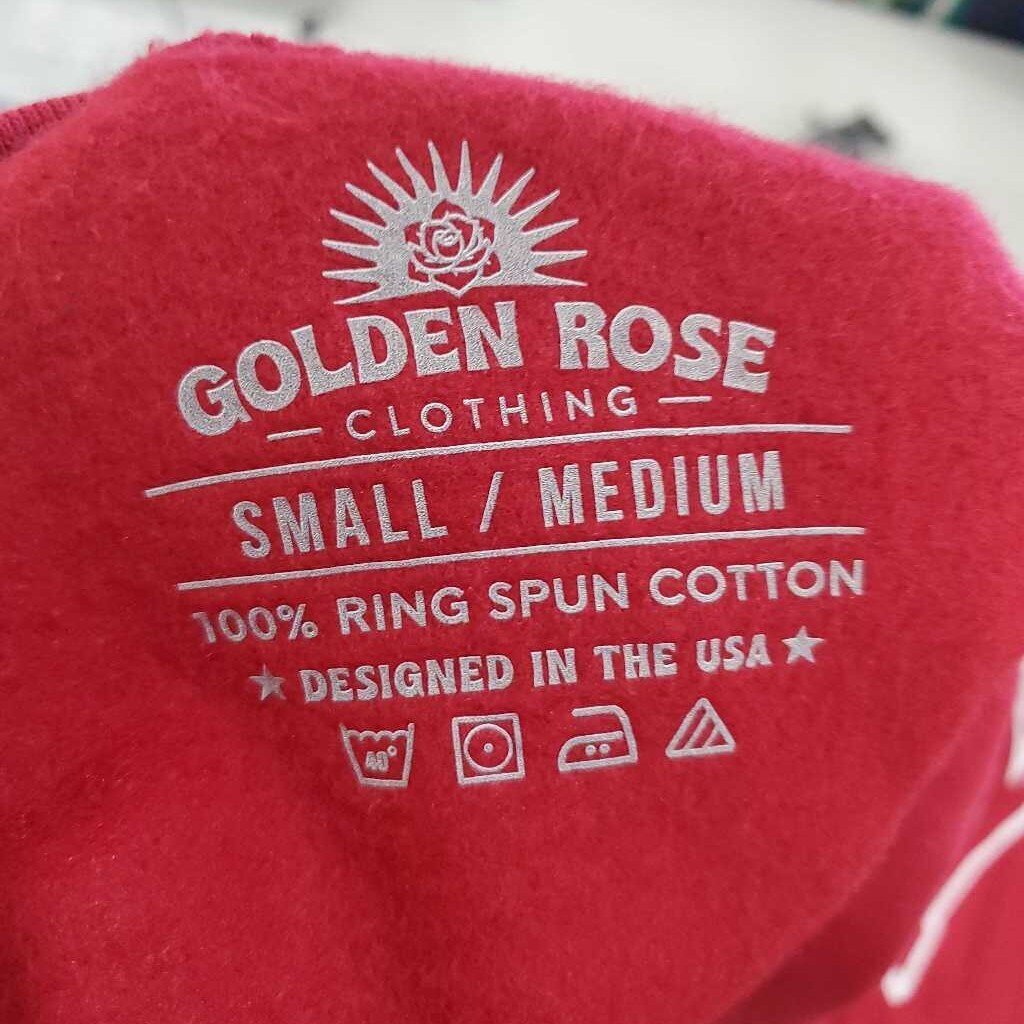 GOLDEN ROSE
CLOTHING
SMALL / MEDIUM
100% RING SPUN COTTON
★ DESIGNED IN THE USA ★
40°